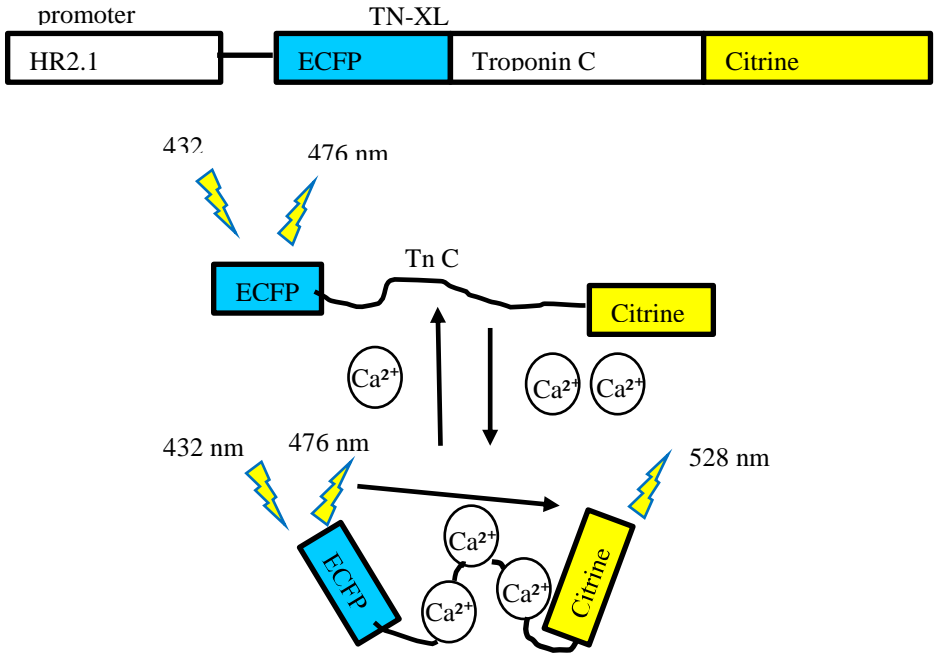 promoter
TN-XL
HR2.1
ECFP
Troponin C
Citrine
432
476 nm
Tn C
ECFP
Citrine
Ca²⁺
Ca²⁺
Ca²⁺
432 nm
476 nm
528 nm
Ca²⁺
ECFP
Citrine
Ca²⁺
Ca²⁺